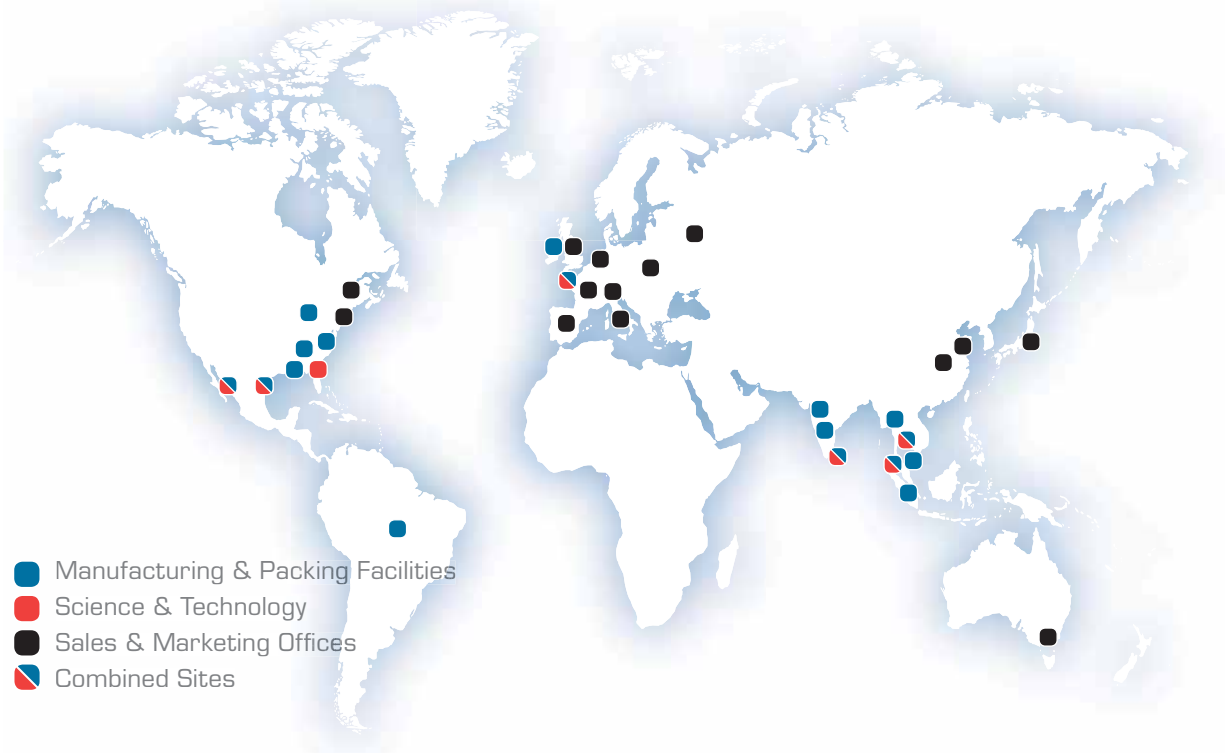 Manufacturing & Packing Facilities
Science & Technology
Sales & Marketing Offices
Combined Sites